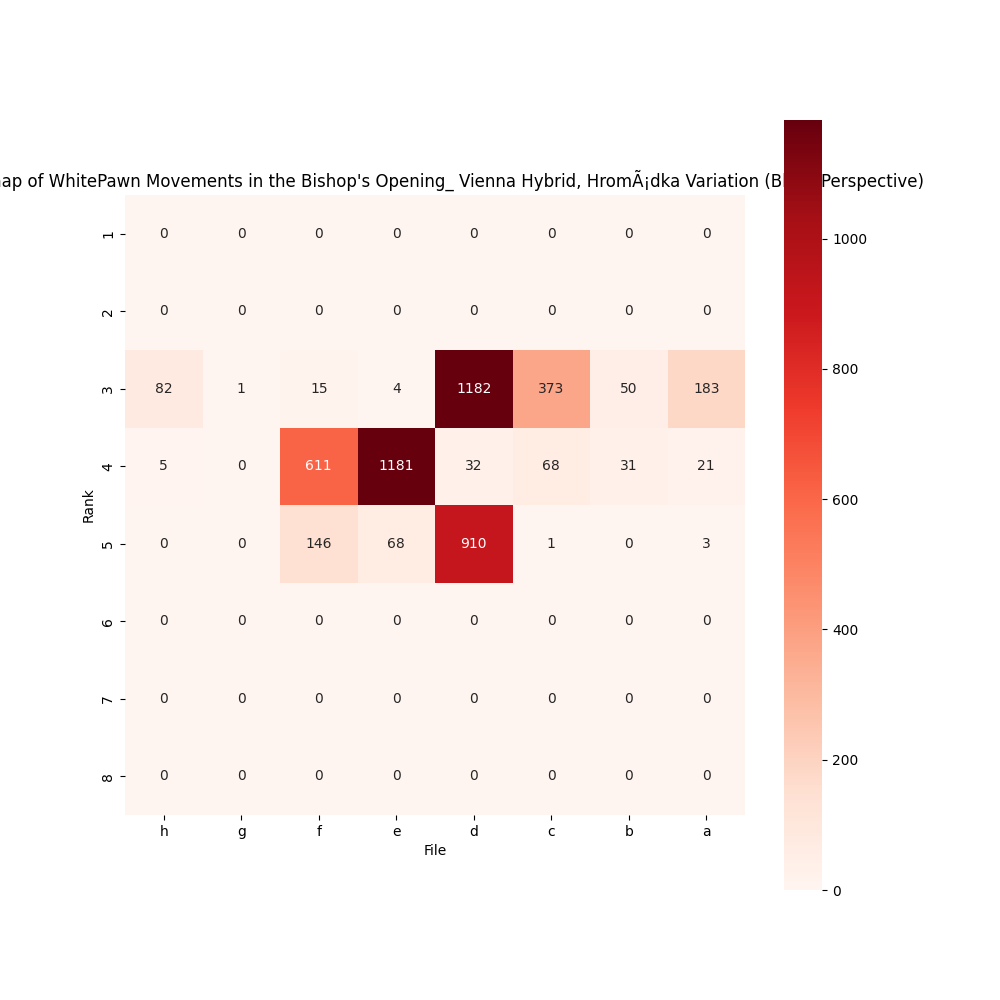 ap of WhitePawn Movements in the Bishop's Opening_ Vienna Hybrid, HromÃ¡dka Variation (B Perspective)
1 0 0 0 0 0 0 0 0
2 0 0 0 0 0 0 0 0
3 82 1 15 4 1182 373 50 183
4 5 0 611 1181 32 68 31 21
5 0 0 146 68 910 1 0 3
6 0 0 0 0 0 0 0 0
7 0 0 0 0 0 0 0 0
8 0 0 0 0 0 0 0 0
h g f e d c b a
File
Rank
1000
800
600
400
200
0